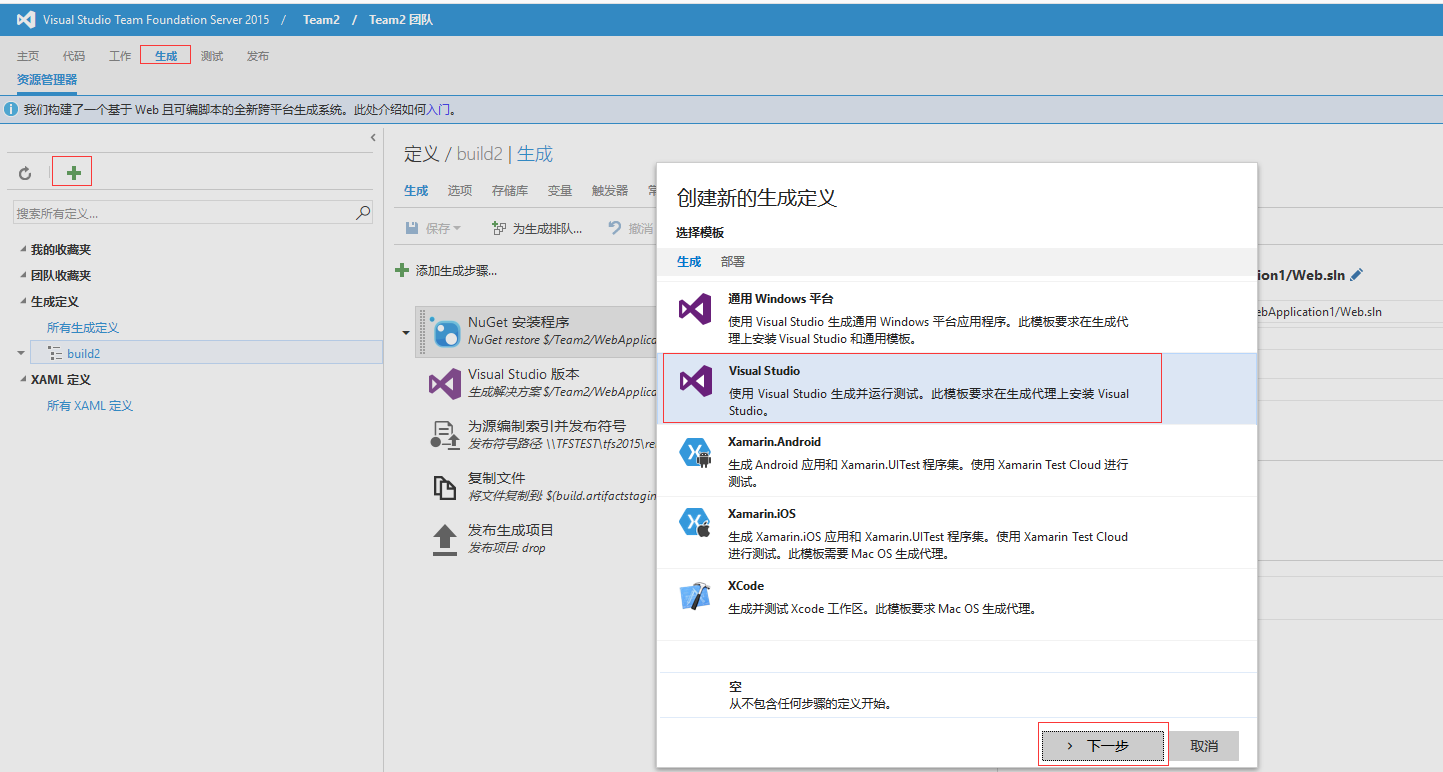 Visual Studio Team Foundation Server 2015 / Team2 / Team2 团队
主页 代码 工作 生成 测试 发布
资源管理器
我们构建了一个基于 Web 且可编脚本的全新跨平台生成系统。此处介绍如何入门。
搜索所有定义...
我的收藏夹
团队收藏夹
生成定义
所有生成定义
build2
XAML 定义
所有 XAML 定义
定义 / build2 | 生成
生成 选项 存储库 变量 触发器
保存 为生成排队... 撤消
添加生成步骤...
NuGet 安装程序
NuGet restore $/Team2/WebApplica
Visual Studio 版本
生成解决方案 $/Team2/WebApplica
为源编制索引并发布符号
发布符号路径: \\TFSTEST\tfs2015\re
复制文件
将文件复制到: $(build.artifactstagin
发布生成项目
发布项目: drop
创建新的生成定义
选择模板
生成 部署
通用 Windows 平台
使用 Visual Studio 生成通用 Windows 平台应用程序。此模板要求在生成代
理上安装 Visual Studio 和通用模板。
Visual Studio
使用 Visual Studio 生成并运行测试。此模板要求在生成代理上安装 Visual
Studio。
Xamarin.Android
生成 Android 应用和 Xamarin.UITest 程序集。使用 Xamarin Test Cloud 进行
测试。
Xamarin.iOS
生成 Xamarin.iOS 应用和 Xamarin.UITest 程序集。使用 Xamarin Test Cloud
进行测试。此模板需要 Mac OS 生成代理。
XCode
生成并测试 Xcode 工作区。此模板要求 Mac OS 生成代理。
空
从不包含任何步骤的定义开始。
下一步 取消
ion1/Web.sln
ebApplication1/Web.sln